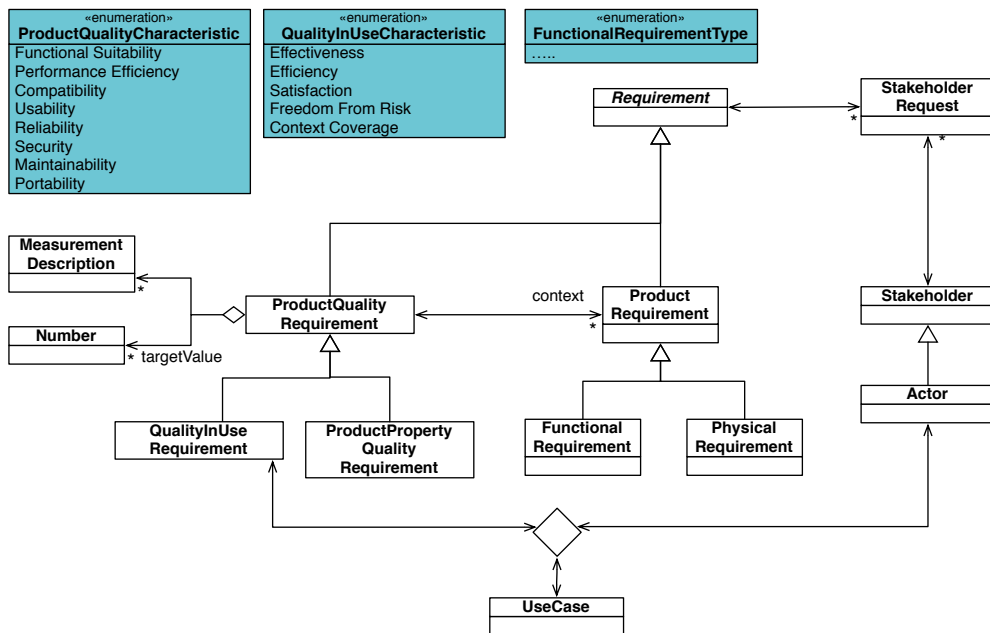 «enumeration»
ProductQualityCharacteristic
Functional Suitability
Performance Efficiency
Compatibility
Usability
Reliability
Security
Maintainability
Portability
«enumeration»
QualityInUseCharacteristic
Effectiveness
Efficiency
Satisfaction
Freedom From Risk
Context Coverage
«enumeration»
FunctionalRequirementType
.....
Requirement
*
Stakeholder
Request
*
Measurement
Description
*
Number
* targetValue
ProductQuality
Requirement
context
*
Product
Requirement
Stakeholder
Actor
QualityInUse
Requirement
ProductProperty
Quality
Requirement
Functional
Requirement
Physical
Requirement
UseCase